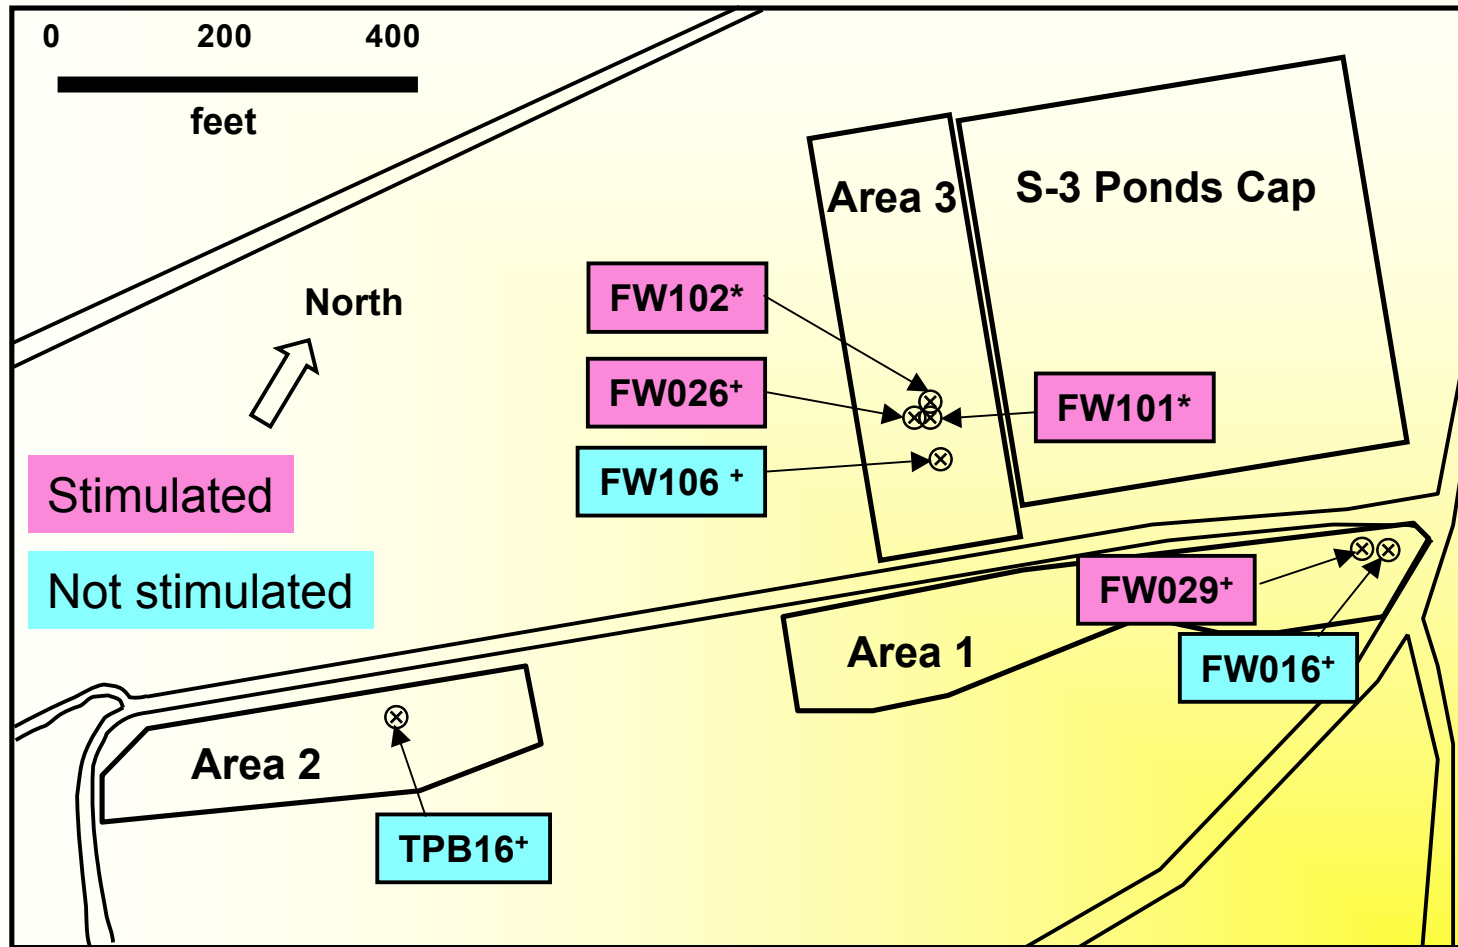 0 200 400
feet
Area 3
S-3 Ponds Cap
North
FW102*
FW026⁺
FW101*
FW106 ⁺
Stimulated
Not stimulated
FW029⁺
Area 1
FW016⁺
Area 2
TPB16⁺